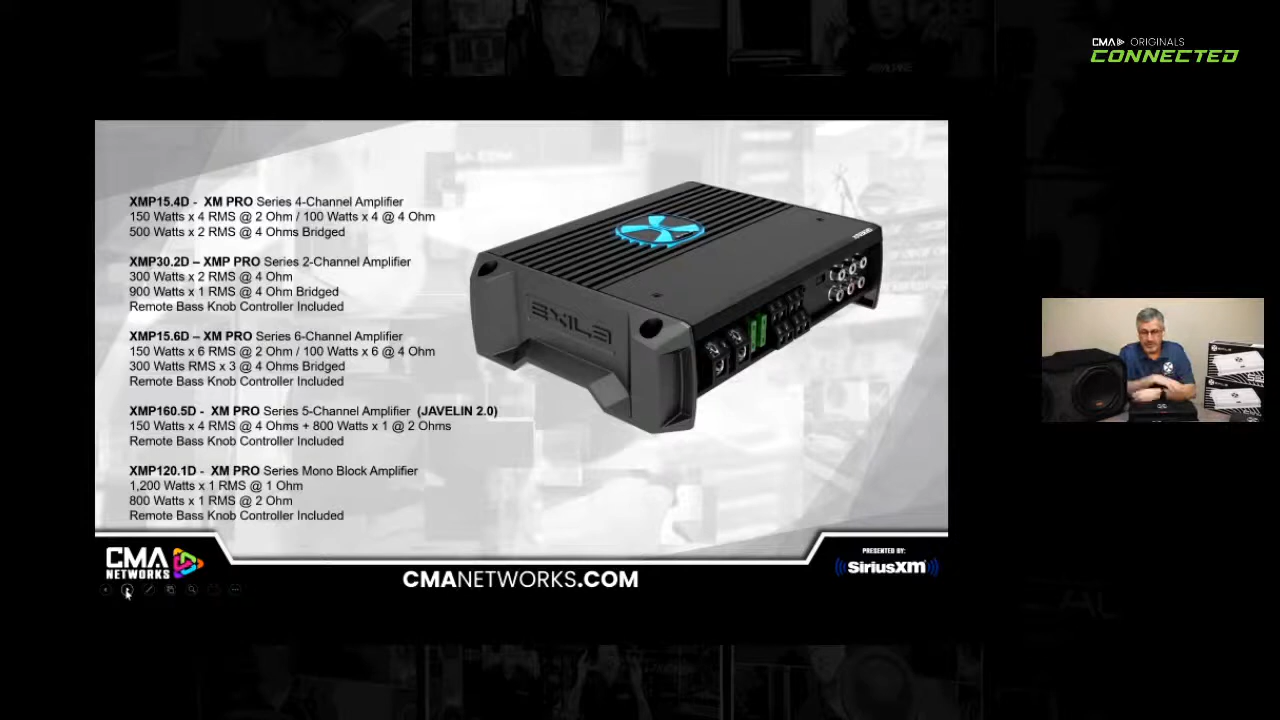 CMA ORIGINALS
CONNECTED
XMP15.4D - XM PRO Series 4-Channel Amplifier
150 Watts x 4 RMS @ 2 Ohm / 100 Watts x 4 @ 4 Ohm
500 Watts x 2 RMS @ 4 Ohms Bridged
XMP30.2D – XMP PRO Series 2-Channel Amplifier
300 Watts x 2 RMS @ 4 Ohm
900 Watts x 1 RMS @ 4 Ohm Bridged
Remote Bass Knob Controller Included
XMP15.6D – XM PRO Series 6-Channel Amplifier
150 Watts x 6 RMS @ 2 Ohm / 100 Watts x 6 @ 4 Ohm
300 Watts RMS x 3 @ 4 Ohms Bridged
Remote Bass Knob Controller Included
XMP160.5D - XM PRO Series 5-Channel Amplifier (JAVELIN 2.0)
150 Watts x 4 RMS @ 4 Ohms + 800 Watts x 1 @ 2 Ohms
Remote Bass Knob Controller Included
XMP120.1D - XM PRO Series Mono Block Amplifier
1,200 Watts x 1 RMS @ 1 Ohm
800 Watts x 1 RMS @ 2 Ohm
Remote Bass Knob Controller Included
EXILE
CMA
NETWORKS
CMANETWORKS.COM
PRESENTED BY:
SiriusXM